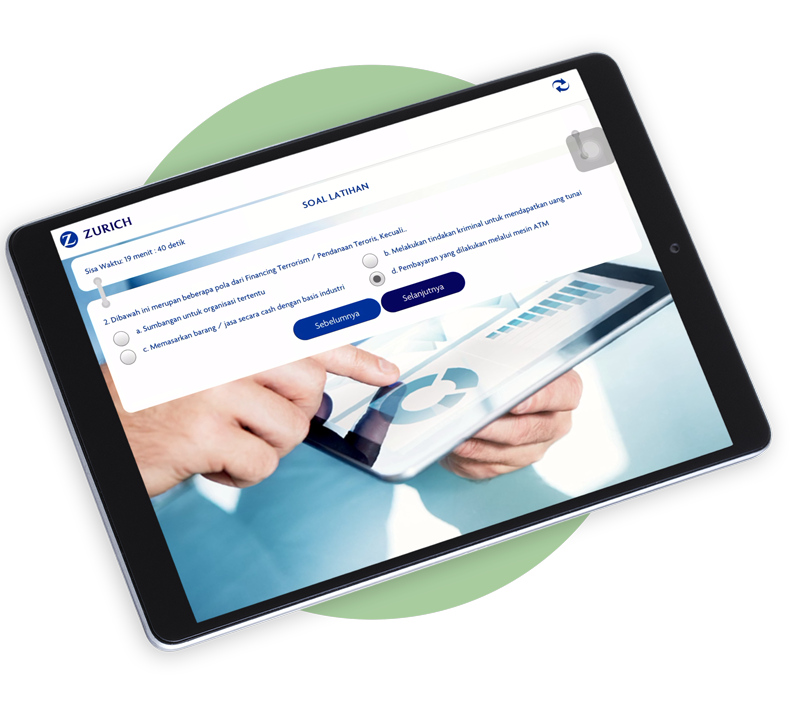 ZURICH
SOAL LATIHAN
Sisa Waktu: 19 menit : 40 detik
2. Dibawah ini merupan beberapa pola dari Financing Terrorism / Pendanaan Teroris, Kecuali..
a. Sumbangan untuk organisasi tertentu
b. Melakukan tindakan kriminal untuk mendapatkan uang tunai
c. Memasarkan barang / jasa secara cash dengan basis industri
d. Pembayaran yang dilakukan melalui mesin ATM
Sebelumnya
Selanjutnya